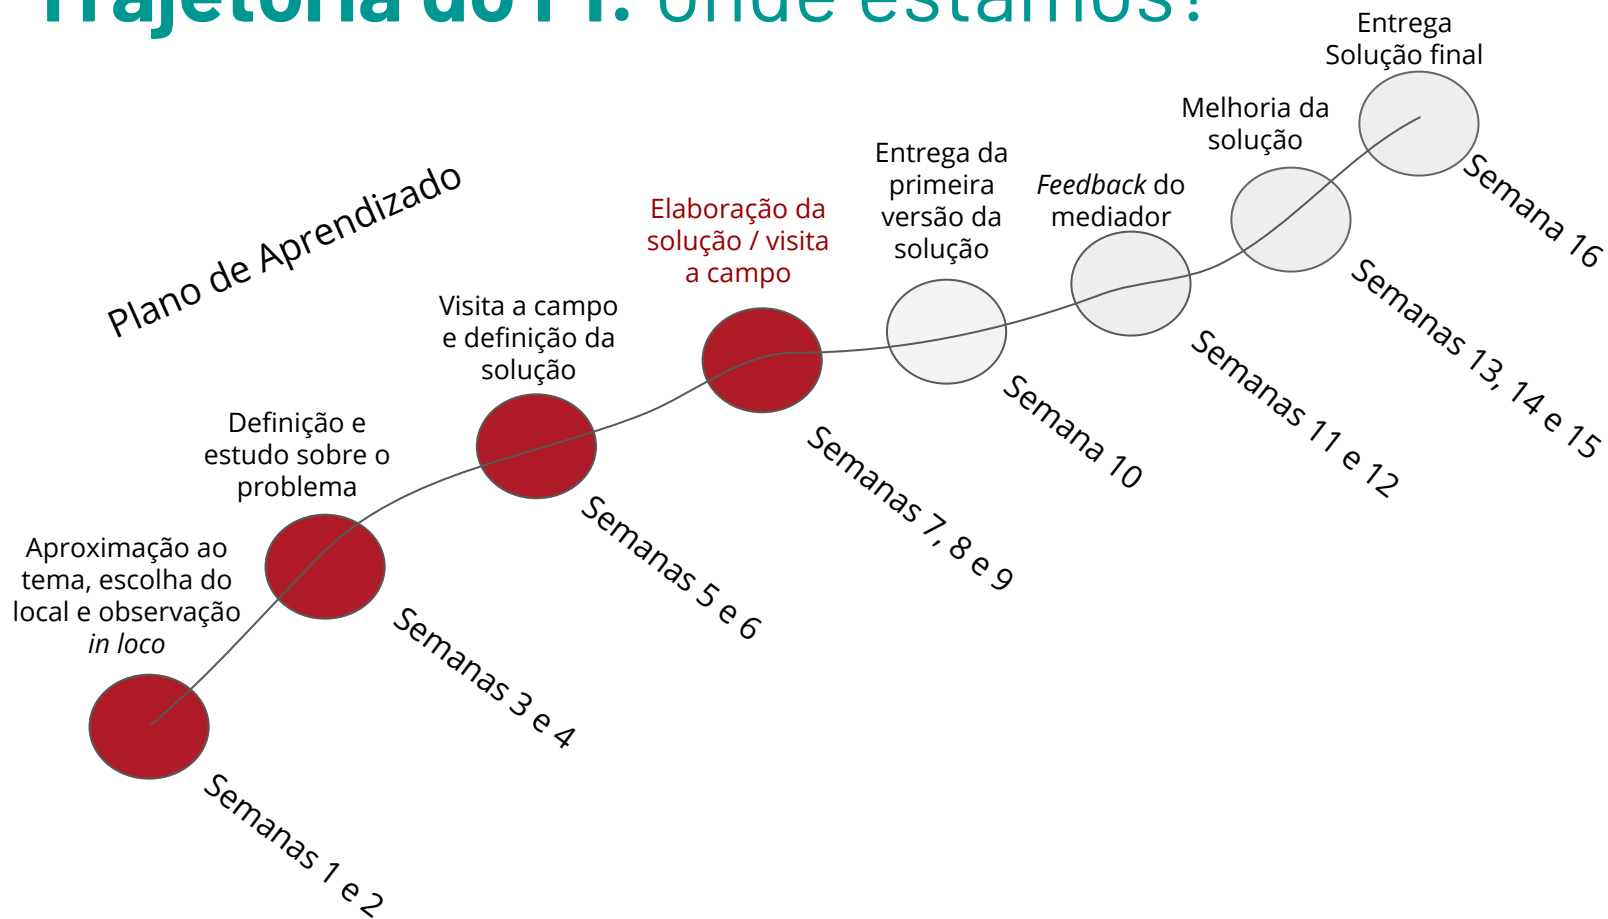 Trajetória do PI: onde estamos?
Plano de Aprendizado
Aproximação ao
tema, escolha do
local e observação
in loco
Semanas 1 e 2
Definição e
estudo sobre o
problema
Semanas 3 e 4
Visita a campo
e definição da
solução
Semanas 5 e 6
Elaboração da
solução / visita
a campo
Semanas 7, 8 e 9
Entrega da
primeira
versão da
solução
Semana 10
Feedback do
mediador
Semanas 11 e 12
Melhoria da
solução
Semanas 13, 14 e 15
Entrega
Solução final
Semana 16